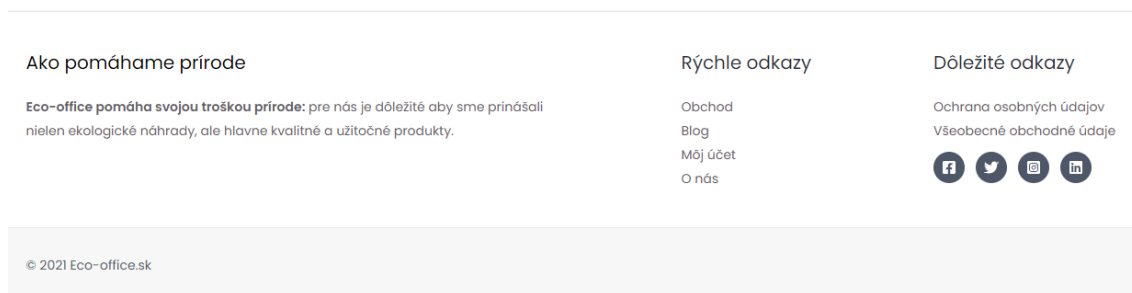 Ako pomáhame prírode
Eco-office pomáha svojou troškou prírode: pre nás je dôležité aby sme prinášali
nielen ekologické náhrady, ale hlavne kvalitné a užitočné produkty.
Rýchle odkazy
Obchod
Blog
Môj účet
O nás
Dôležité odkazy
Ochrana osobných údajov
Všeobecné obchodné údaje
© 2021 Eco-office.sk